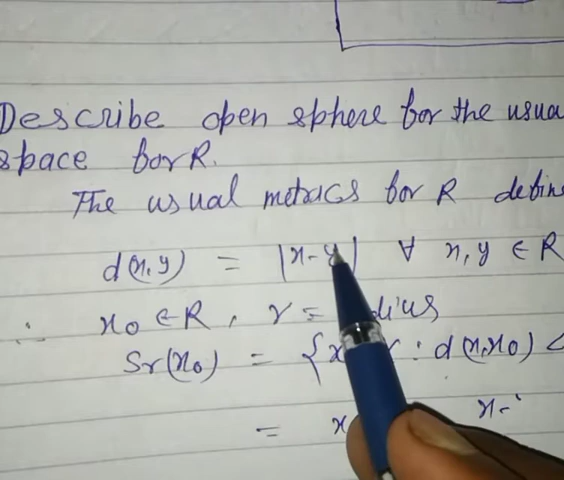 Describe open sphere for the usua
space for R.
The usual metrics for R define
d(x, y) = |x-y| ∀ x, y ∈ R
∴ x₀ ∈ R, r = dius
Sr(x₀) = {x : d(x,x₀) <
= x x-